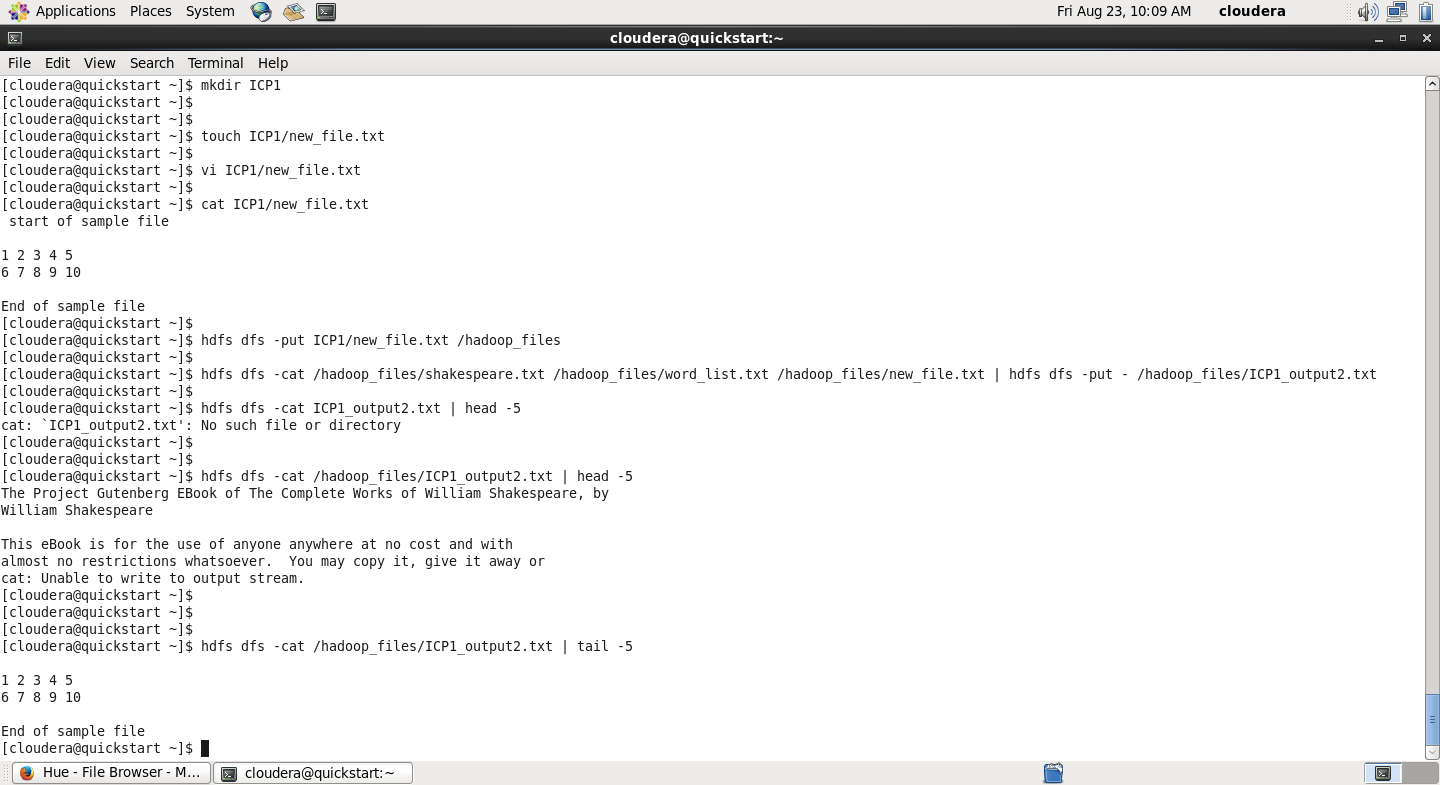 Applications Places System Fri Aug 23, 10:09 AM cloudera
cloudera@quickstart:~
File Edit View Search Terminal Help
[cloudera@quickstart ~]$ mkdir ICP1
[cloudera@quickstart ~]$
[cloudera@quickstart ~]$
[cloudera@quickstart ~]$ touch ICP1/new_file.txt
[cloudera@quickstart ~]$
[cloudera@quickstart ~]$ vi ICP1/new_file.txt
[cloudera@quickstart ~]$
[cloudera@quickstart ~]$ cat ICP1/new_file.txt
 start of sample file

1 2 3 4 5
6 7 8 9 10

End of sample file
[cloudera@quickstart ~]$
[cloudera@quickstart ~]$ hdfs dfs -put ICP1/new_file.txt /hadoop_files
[cloudera@quickstart ~]$
[cloudera@quickstart ~]$ hdfs dfs -cat /hadoop_files/shakespeare.txt /hadoop_files/word_list.txt /hadoop_files/new_file.txt | hdfs dfs -put - /hadoop_files/ICP1_output2.txt
[cloudera@quickstart ~]$
[cloudera@quickstart ~]$ hdfs dfs -cat ICP1_output2.txt | head -5
cat: `ICP1_output2.txt': No such file or directory
[cloudera@quickstart ~]$
[cloudera@quickstart ~]$
[cloudera@quickstart ~]$ hdfs dfs -cat /hadoop_files/ICP1_output2.txt | head -5
The Project Gutenberg EBook of The Complete Works of William Shakespeare, by
William Shakespeare

This eBook is for the use of anyone anywhere at no cost and with
almost no restrictions whatsoever.  You may copy it, give it away or
cat: Unable to write to output stream.
[cloudera@quickstart ~]$
[cloudera@quickstart ~]$
[cloudera@quickstart ~]$
[cloudera@quickstart ~]$ hdfs dfs -cat /hadoop_files/ICP1_output2.txt | tail -5

1 2 3 4 5
6 7 8 9 10

End of sample file
[cloudera@quickstart ~]$
Hue - File Browser - M... cloudera@quickstart:~